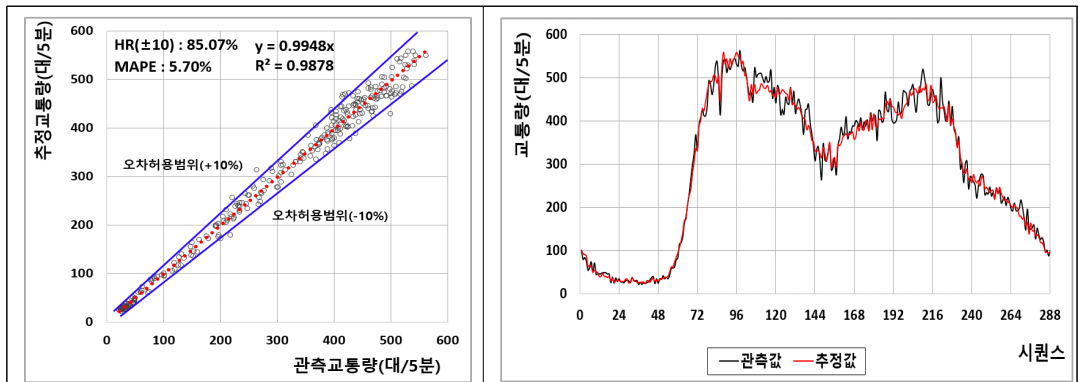 HR(±10) : 85.07%
y = 0.9948x
MAPE : 5.70%
R² = 0.9878
오차허용범위(+10%)
오차허용범위(-10%)
추정교통량(대/5분)
600
500
400
300
200
100
0
0 100 200 300 400 500 600
관측교통량(대/5분)
교통량(대/5분)
600
500
400
300
200
100
0
0 24 48 72 96 120 144 168 192 216 240 264 288
관측값 추정값
시퀀스